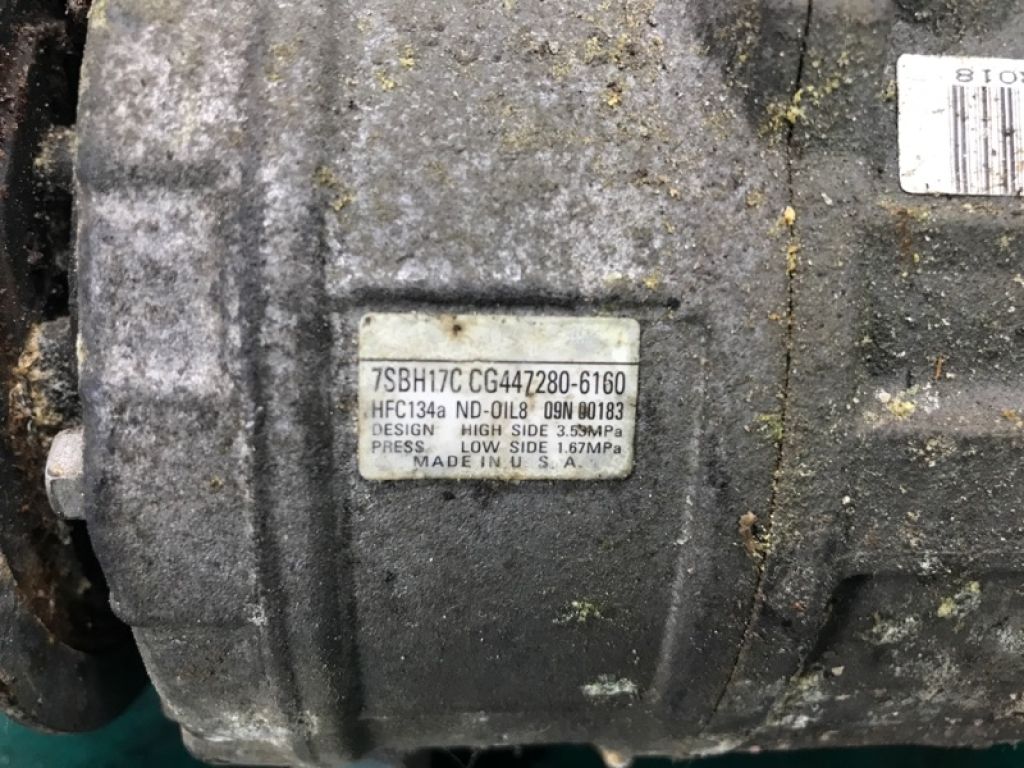 7SBH17C CG447280-6160
HFC134a ND-OIL8 09N 00183
DESIGN HIGH SIDE 3.53MPa
PRESS LOW SIDE 1.67MPa
MADE IN U. S. A.
018